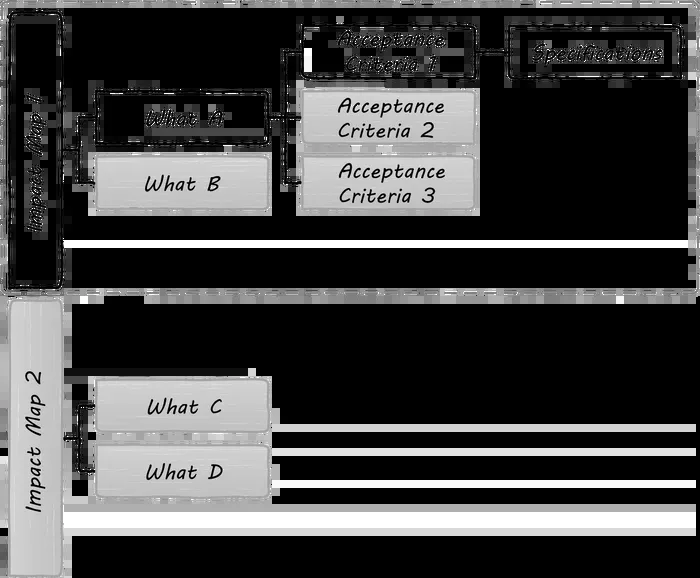 Impact Map 1
What A
What B
Acceptance
Criteria 1
Acceptance
Criteria 2
Acceptance
Criteria 3
Specifications
Impact Map 2
What C
What D